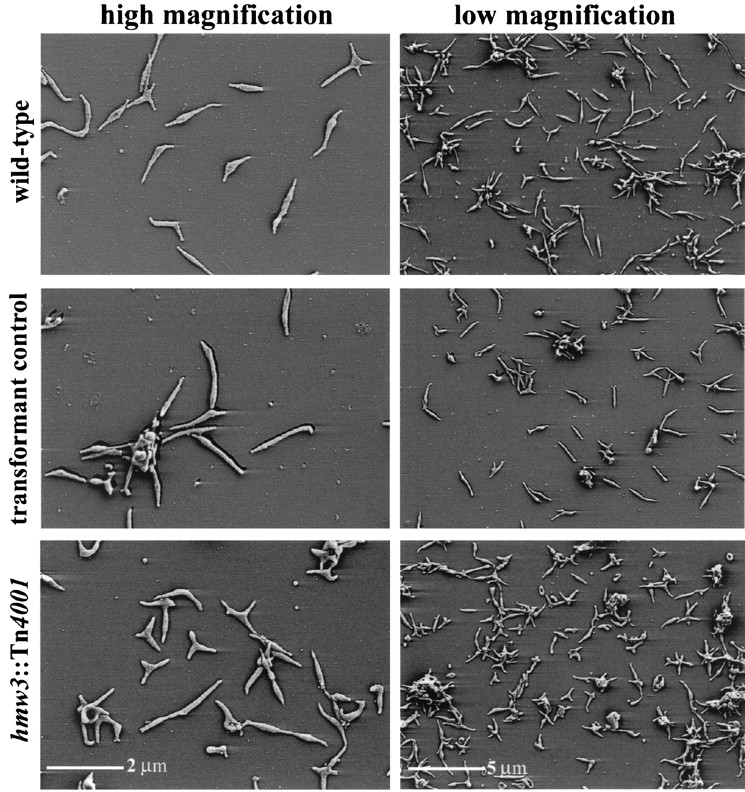 high magnification
low magnification
wild-type
transformant control
hmw3::Tn4001
2 μm
5 μm